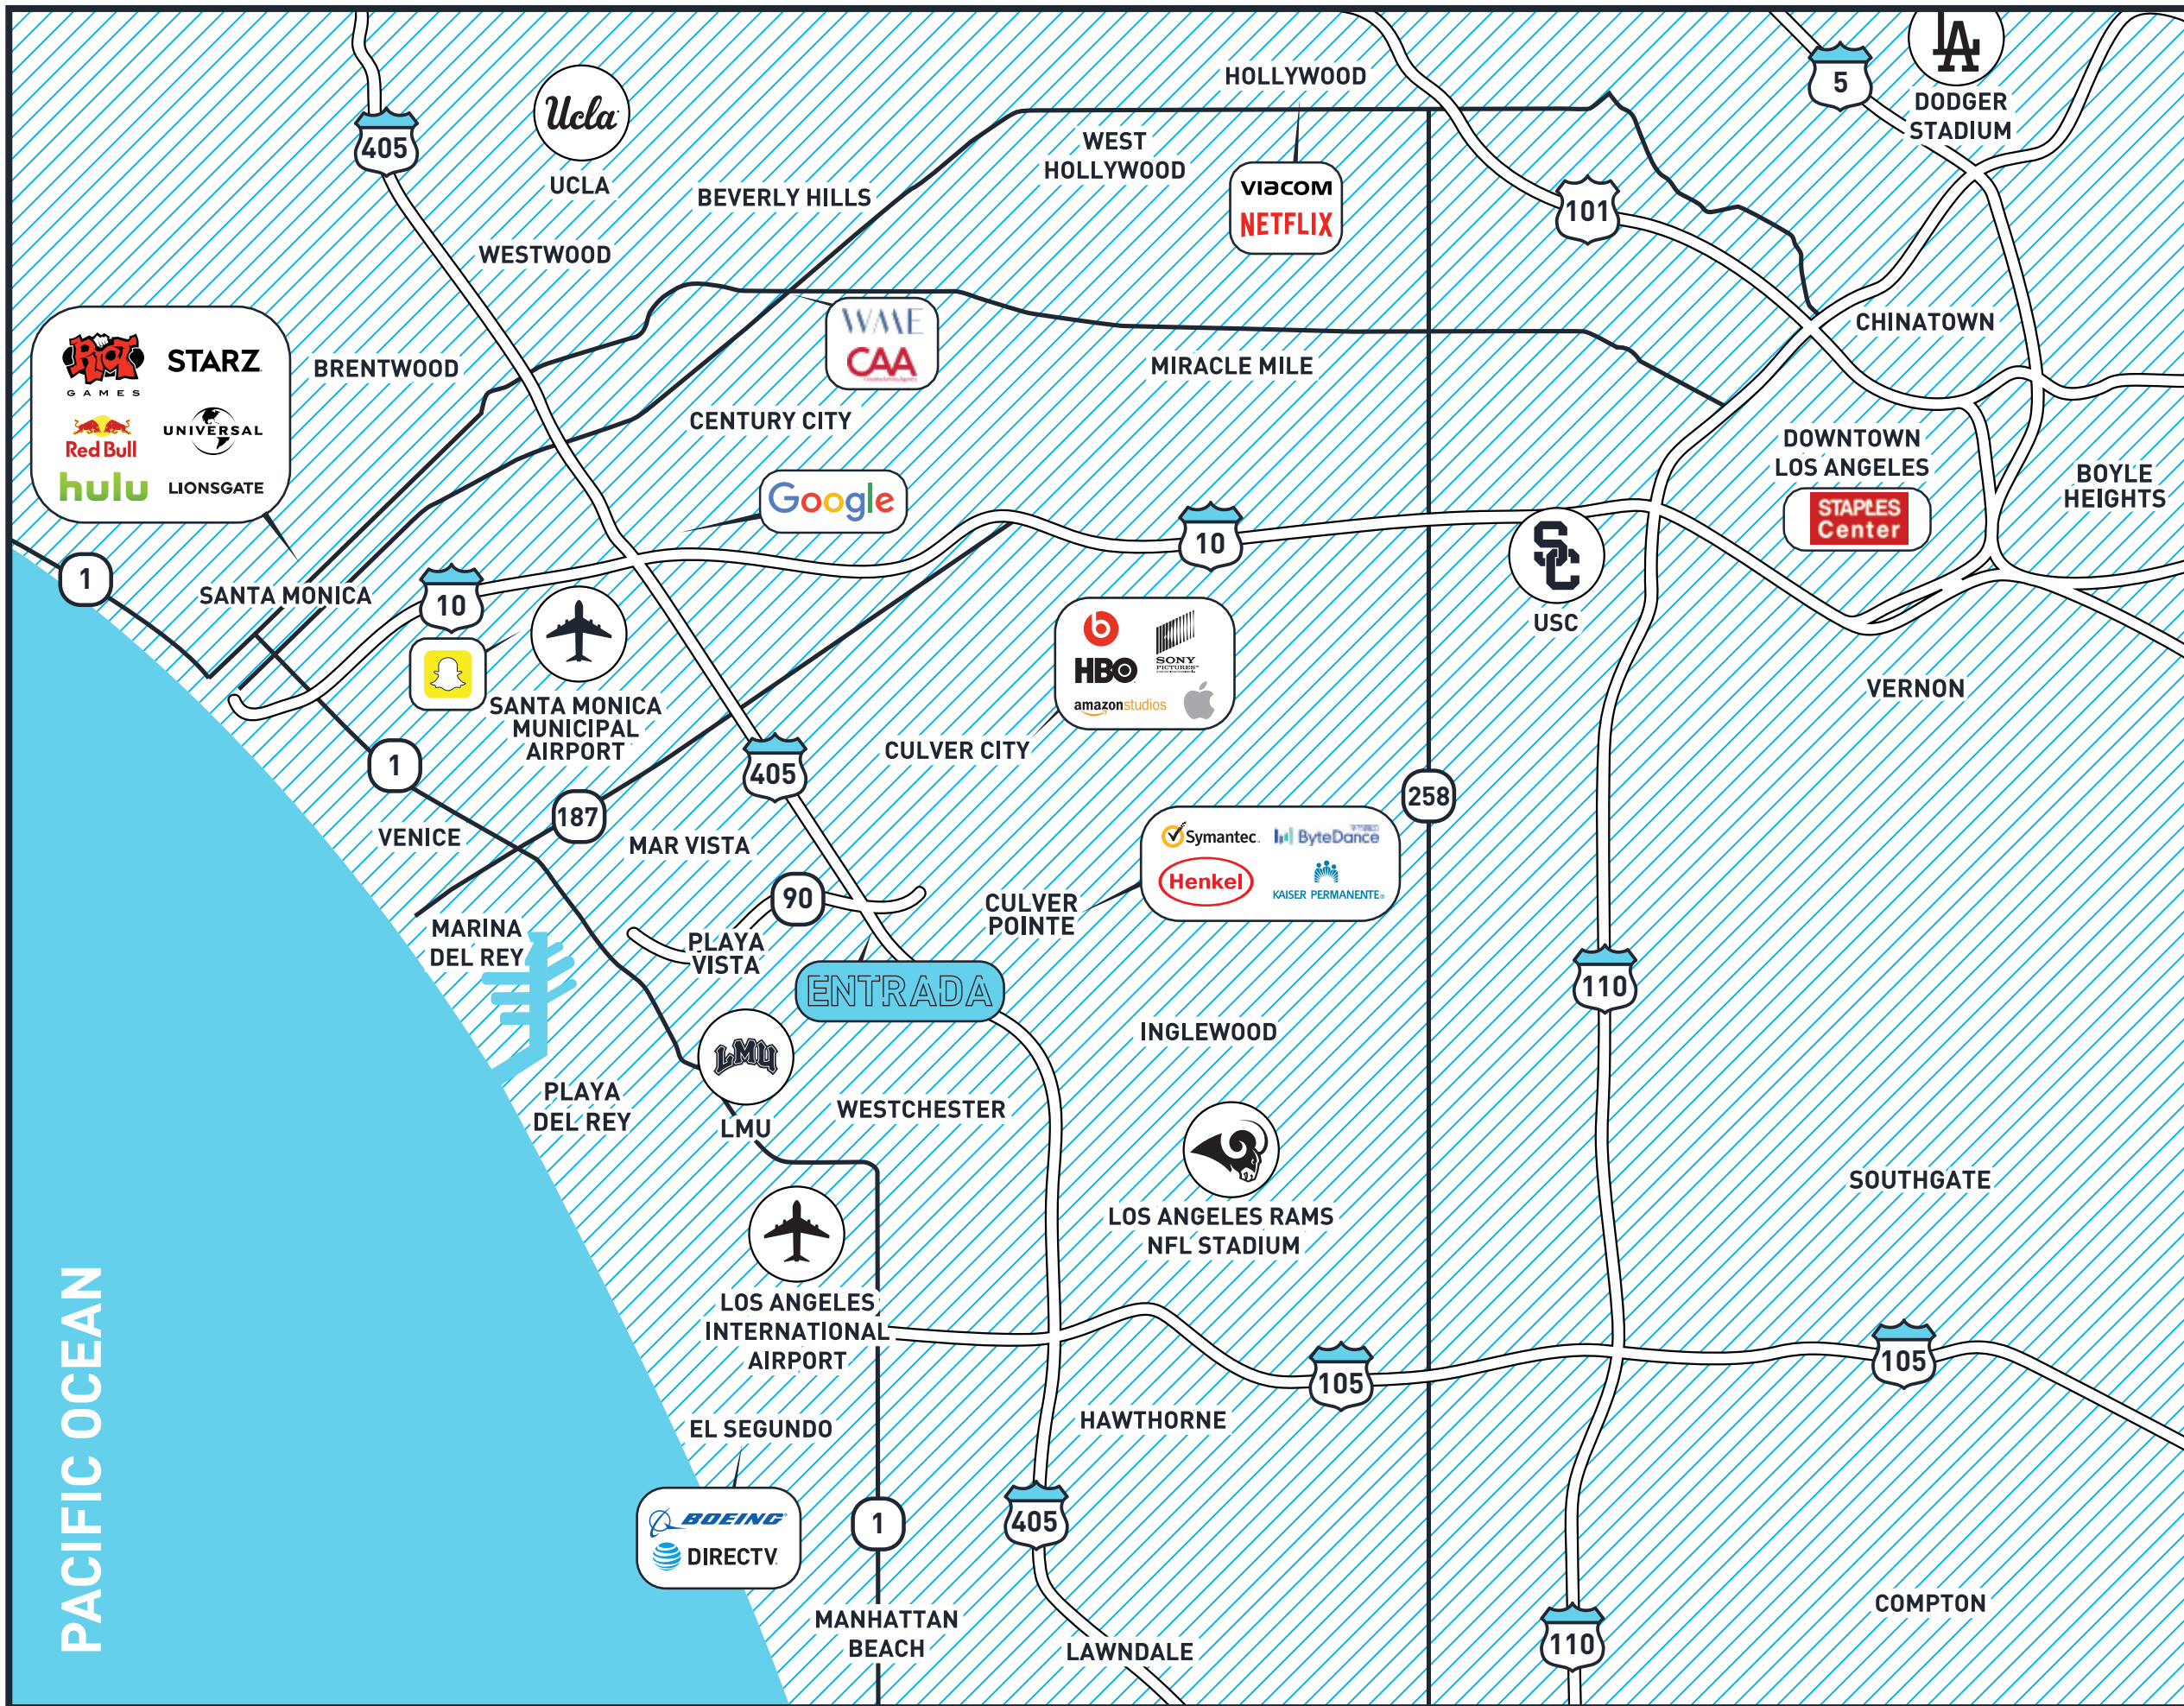 LA
5
DODGER
STADIUM
HOLLYWOOD
Ucla
UCLA
405
WEST
HOLLYWOOD
VIACOM
NETFLIX
101
BEVERLY HILLS
WESTWOOD
WME
CAA
CHINATOWN
RIOT
GAMES
STARZ
Red Bull
UNIVERSAL
hulu
LIONSGATE
BRENTWOOD
MIRACLE MILE
CENTURY CITY
DOWNTOWN
LOS ANGELES
STAPLES
Center
BOYLE
HEIGHTS
Google
10
SC
USC
1
SANTA MONICA
10
SANTA MONICA
MUNICIPAL
AIRPORT
b
SONY
PICTURES
HBO
amazonstudios
VERNON
CULVER CITY
1
405
187
258
VENICE
MAR VISTA
Symantec.
ByteDance
Henkel
KAISER PERMANENTE®
90
CULVER
POINTE
MARINA
DEL REY
PLAYA
VISTA
ENTRADA
110
INGLEWOOD
LMU
LMU
PLAYA
DEL REY
WESTCHESTER
LOS ANGELES RAMS
NFL STADIUM
SOUTHGATE
LOS ANGELES
INTERNATIONAL
AIRPORT
105
105
PACIFIC OCEAN
EL SEGUNDO
HAWTHORNE
BOEING
DIRECTV
1
405
MANHATTAN
BEACH
LAWNDALE
110
COMPTON